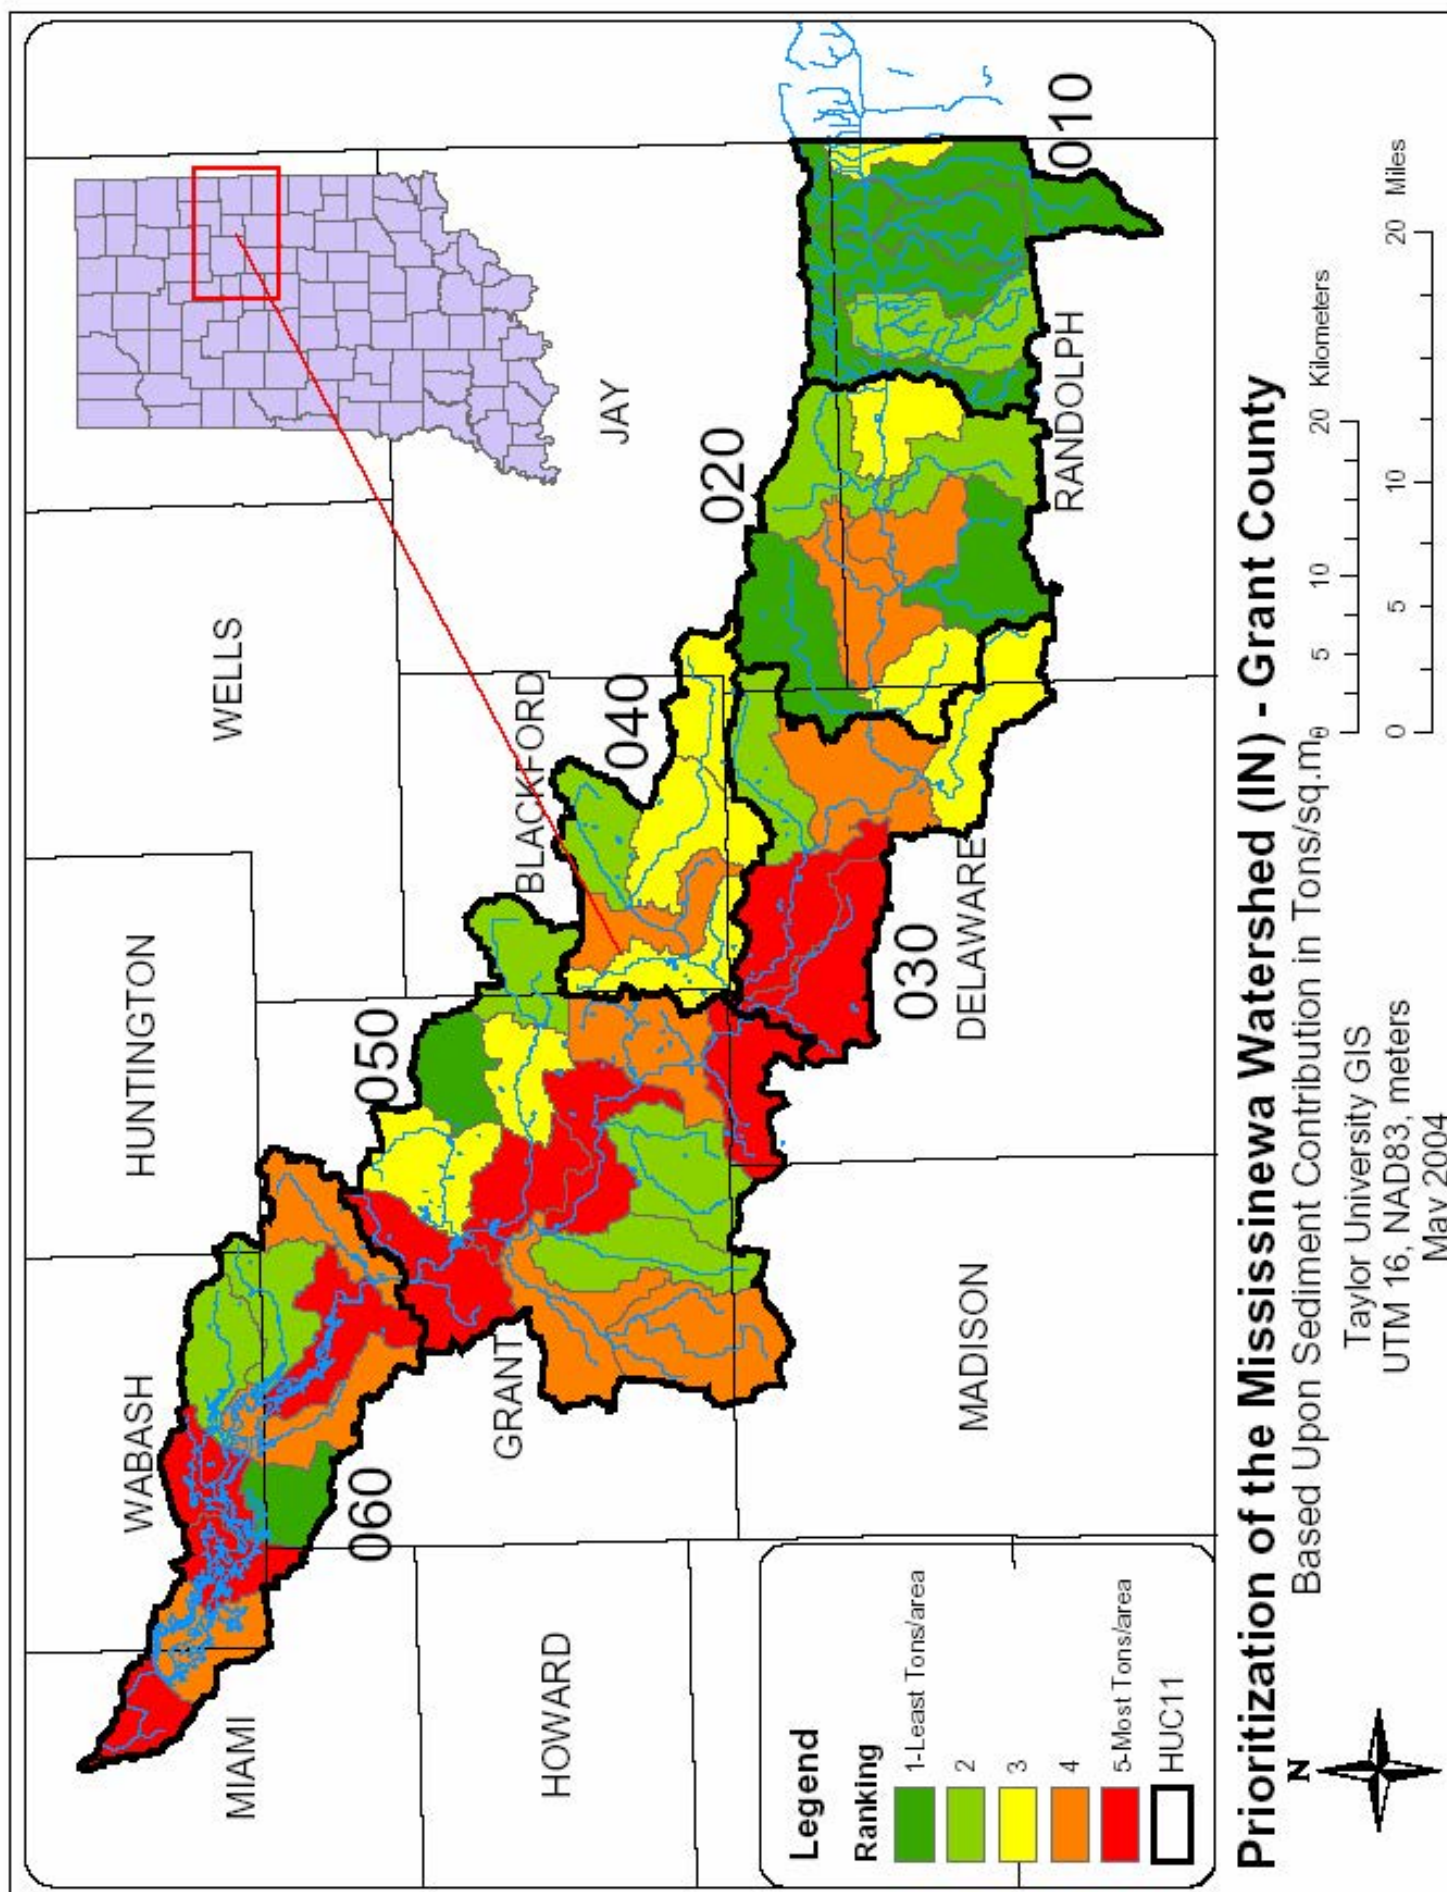 WABASH
HUNTINGTON
WELLS
MIAMI
060
050
BLACKFORD
040
020
JAY
HOWARD
GRANT
MADISON
030
DELAWARE
RANDOLPH
010
Legend
Ranking
1-Least Tons/area
2
3
4
5-Most Tons/area
HUC11
Prioritization of the Mississinewa Watershed (IN) - Grant County
Based Upon Sediment Contribution in Tons/sq.m
N
Taylor University GIS
UTM 16, NAD83, meters
May 2004
0 5 10 20 Kilometers
0 5 10 20 Miles